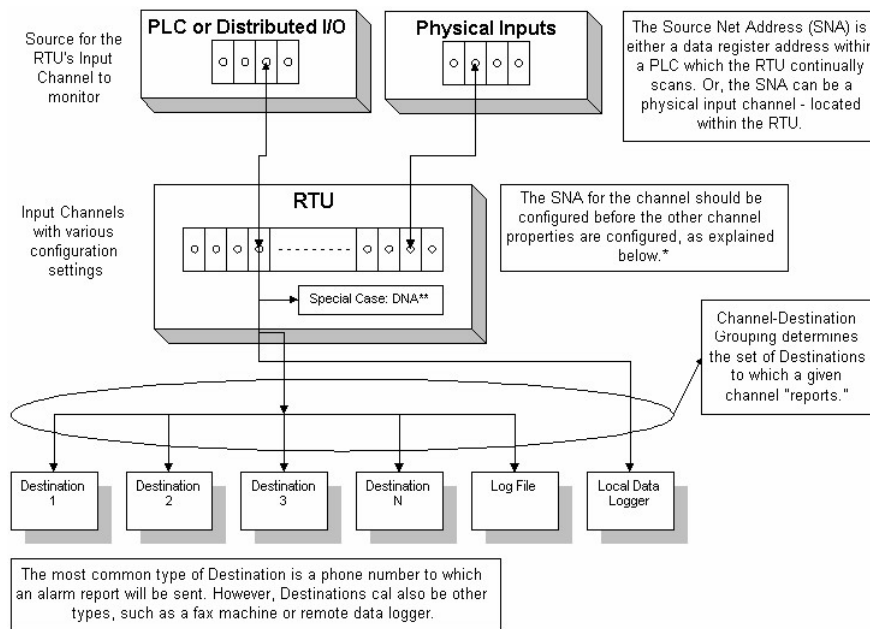 Source for the
RTU's Input
Channel to
monitor
PLC or Distributed I/O
Physical Inputs
The Source Net Address (SNA) is
either a data register address within
a PLC which the RTU continually
scans. Or, the SNA can be a
physical input channel - located
within the RTU.
Input Channels
with various
configuration
settings
RTU
Special Case: DNA**
The SNA for the channel should be
configured before the other channel
properties are configured, as explained
below.*
Channel-Destination
Grouping determines
the set of Destinations
to which a given
channel "reports."
Destination
1
Destination
2
Destination
3
Destination
N
Log File
Local Data
Logger
The most common type of Destination is a phone number to which
an alarm report will be sent. However, Destinations cal also be other
types, such as a fax machine or remote data logger.